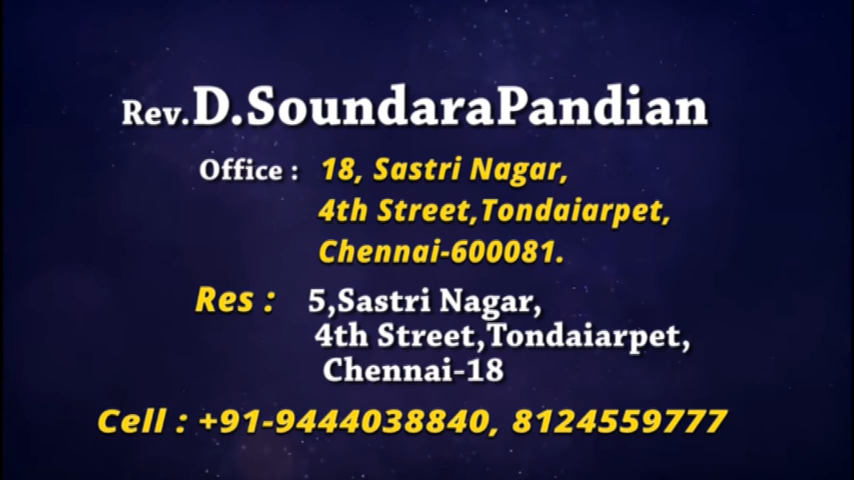 Rev.D.SoundaraPandian
Office : 18, Sastri Nagar,
4th Street,Tondaiarpet,
Chennai-600081.
Res : 5,Sastri Nagar,
4th Street,Tondaiarpet,
Chennai-18
Cell : +91-9444038840, 8124559777